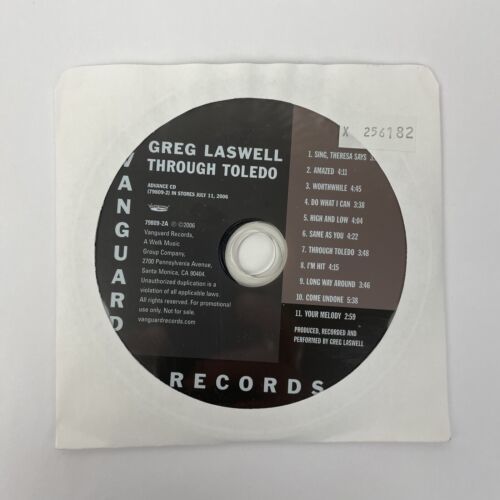 X 256182
GREG LASWELL
THROUGH TOLEDO
ADVANCE CD
(79809-2) IN STORES JULY 11, 2006
79809-2A ℗ ©2006
Vanguard Records,
A Welk Music
Group Company,
2700 Pennsylvania Avenue,
Santa Monica, CA 90404.
Unauthorized duplication is a
violation of all applicable laws.
All rights reserved. For promotional
use only. Not for sale.
vanguardrecords.com
1. SING, THERESA SAYS
2. AMAZED 4:11
3. WORTHWHILE 4:45
4. DO WHAT I CAN 3:38
5. HIGH AND LOW 4:04
6. SAME AS YOU 4:22
7. THROUGH TOLEDO 3:48
8. I'M HIT 4:15
9. LONG WAY AROUND 3:46
10. COME UNDONE 5:38
11. YOUR MELODY 2:59
PRODUCED, RECORDED AND
PERFORMED BY GREG LASWELL
VANGUARD
RECORDS